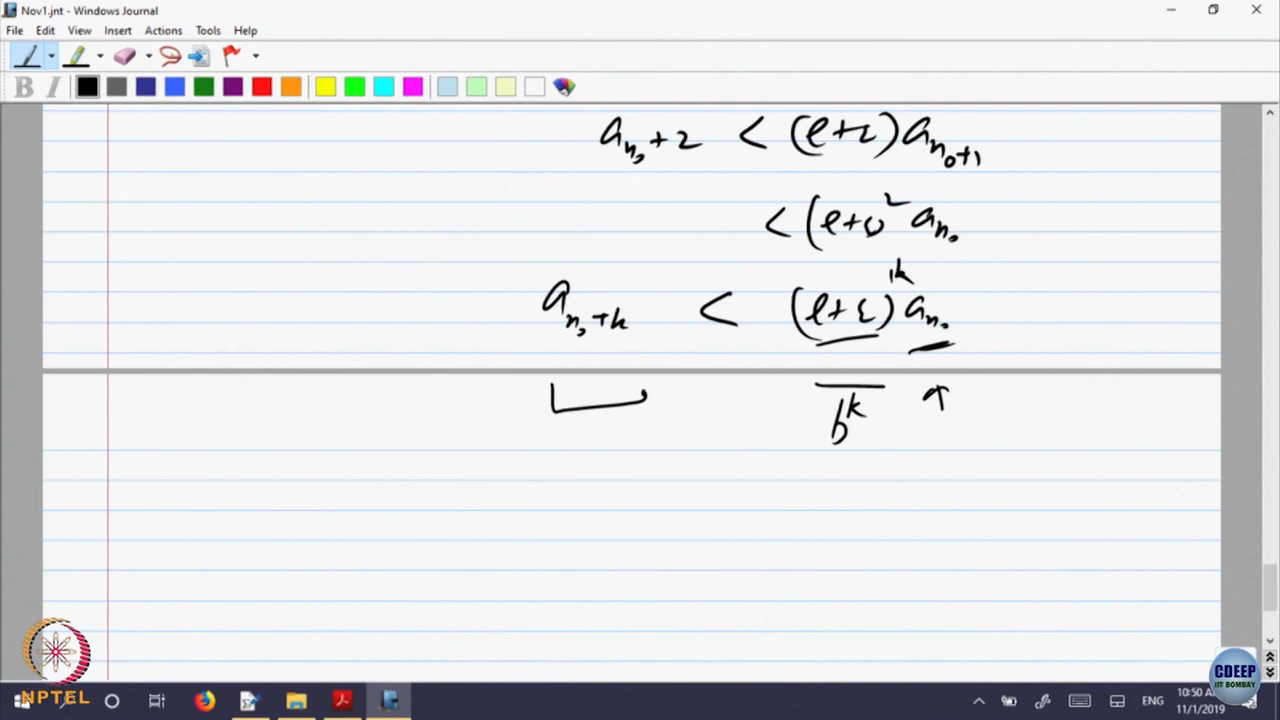 Nov1.jnt - Windows Journal
File Edit View Insert Actions Tools Help
B I
a_{n_0}+2 < (l+ε) a_{n_0+1}
< (l+ε)^2 a_{n_0}
a_{n_0+k} < (l+ε)^k a_{n_0}
b^k
NPTEL
CDEEP
IIT BOMBAY
ENG
10:50 A
11/1/2019